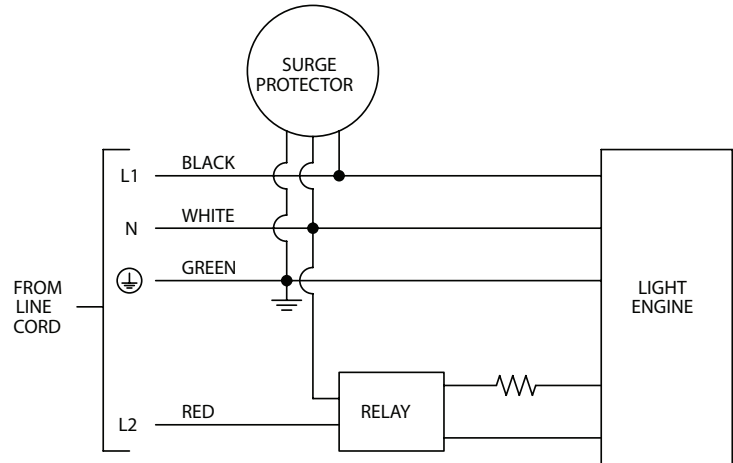 SURGE
PROTECTOR
L1
BLACK
N
WHITE
GREEN
FROM
LINE
CORD
LIGHT
ENGINE
L2
RED
RELAY